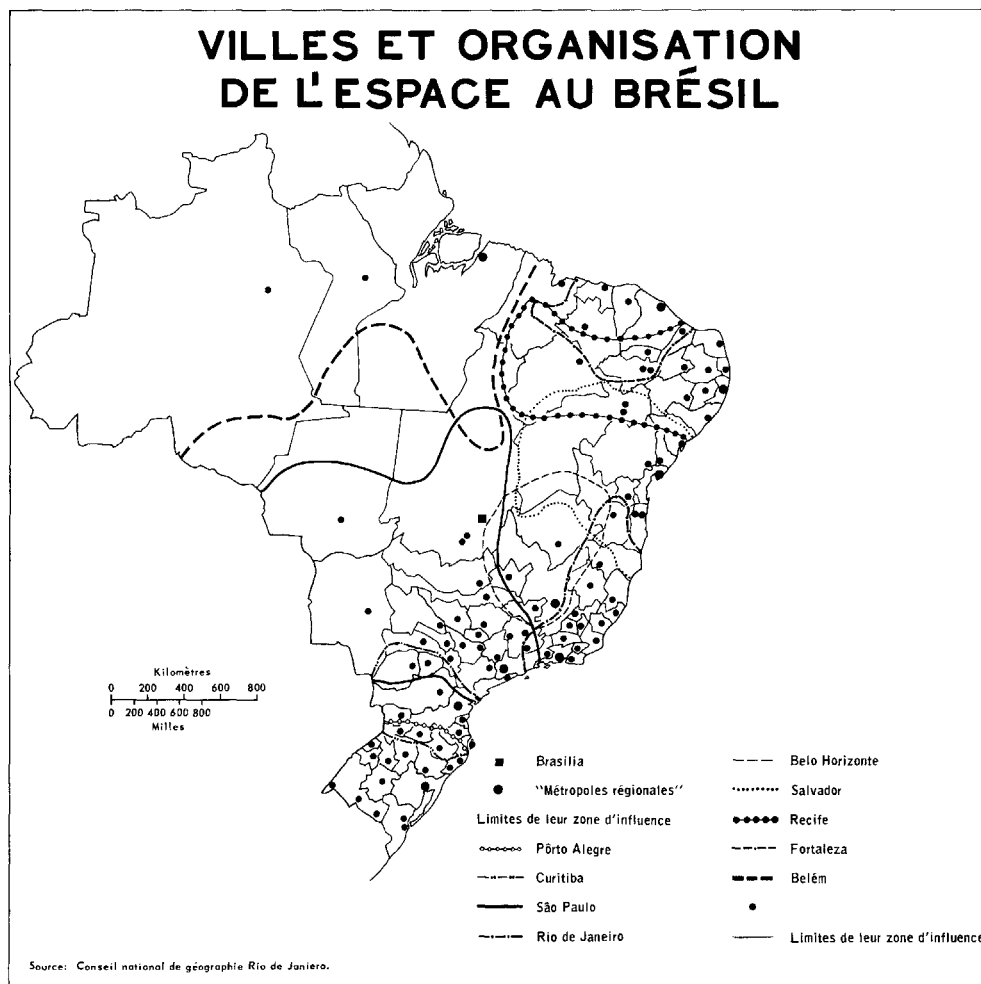 VILLES ET ORGANISATION
DE L'ESPACE AU BRÉSIL
Kilomètres
0 200 400 600 800
0 200 400 600 800
Milles
Brasilia
"Métropoles régionales"
Limites de leur zone d'influence
Pôrto Alegre
Curitiba
São Paulo
Rio de Janeiro
Belo Horizonte
Salvador
Recife
Fortaleza
Belém
Limites de leur zone d'influence
Source: Conseil national de géographie Rio de Janiero.